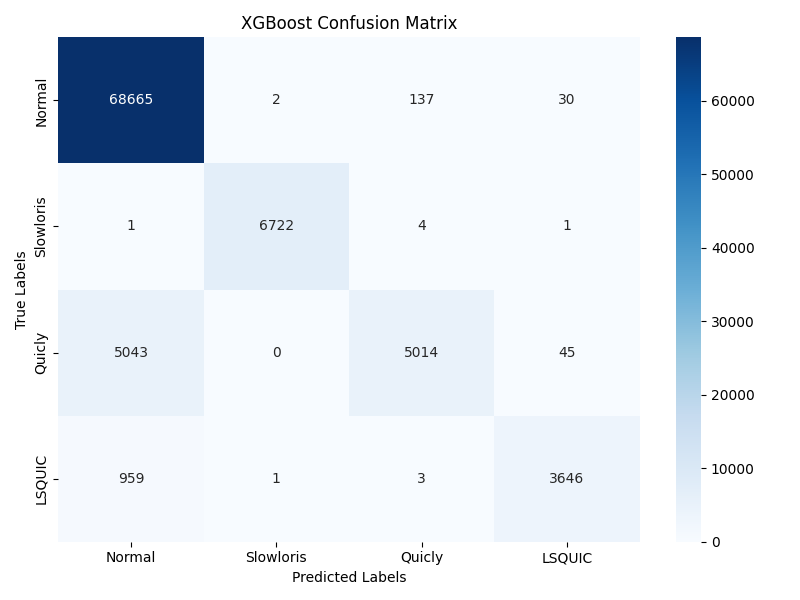 XGBoost Confusion Matrix
Normal 68665 2 137 30
Slowloris 1 6722 4 1
Quicly 5043 0 5014 45
LSQUIC 959 1 3 3646
Normal Slowloris Quicly LSQUIC
Predicted Labels
True Labels
60000
50000
40000
30000
20000
10000
0